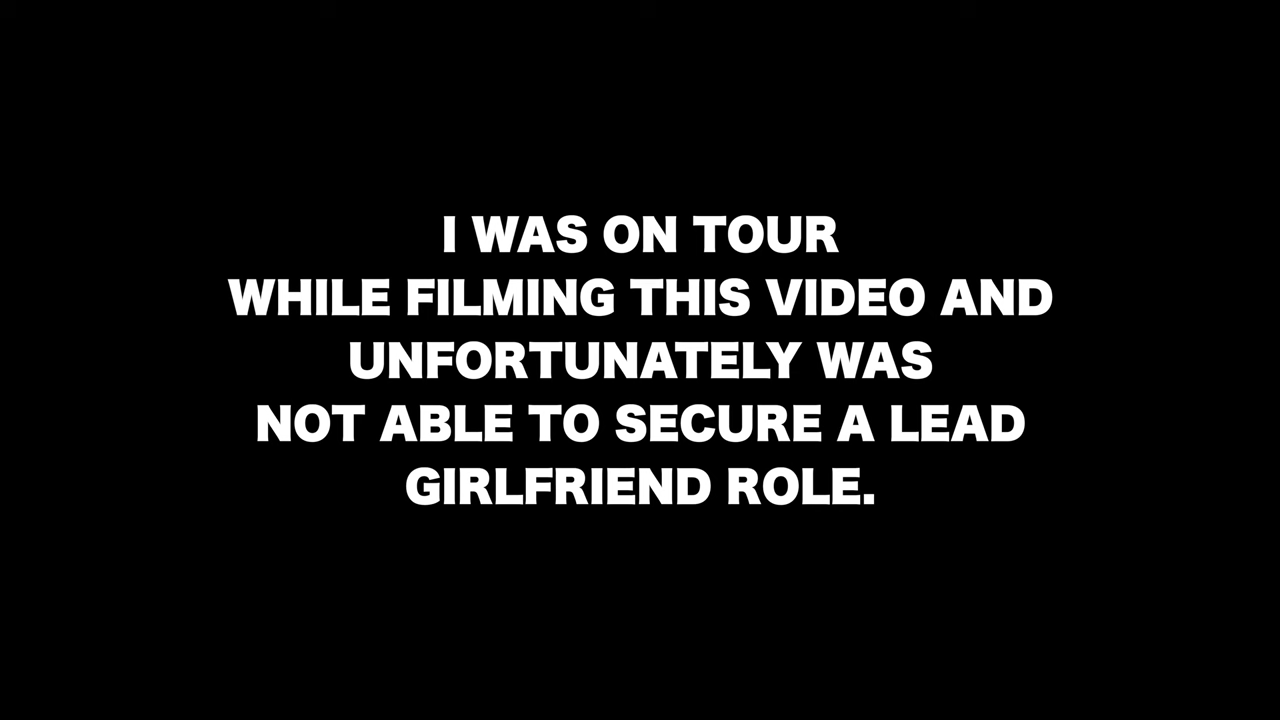 I WAS ON TOUR
WHILE FILMING THIS VIDEO AND
UNFORTUNATELY WAS
NOT ABLE TO SECURE A LEAD
GIRLFRIEND ROLE.